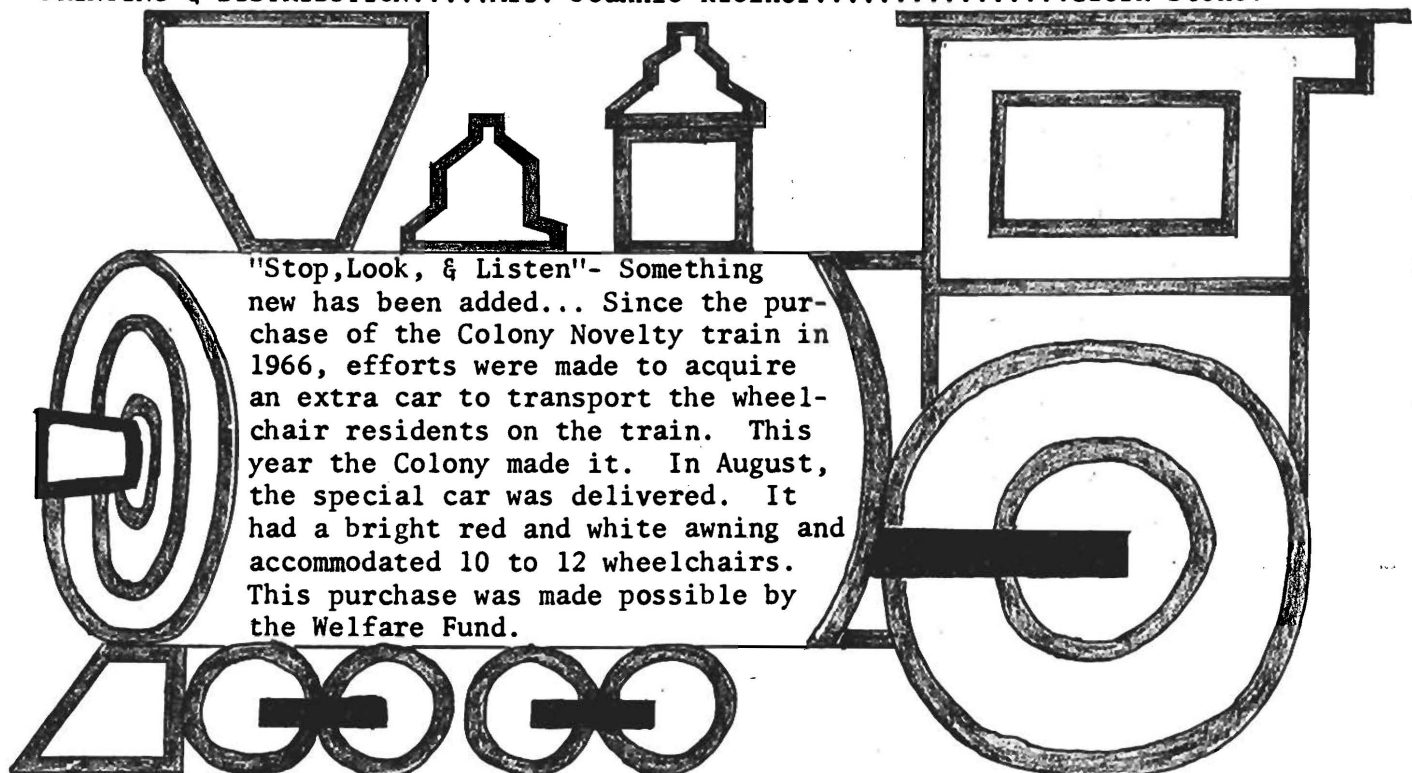 "Stop,Look, & Listen"- Something
new has been added... Since the pur-
chase of the Colony Novelty train in
1966, efforts were made to acquire
an extra car to transport the wheel-
chair residents on the train.  This
year the Colony made it.  In August,
the special car was delivered.  It
had a bright red and white awning and
accommodated 10 to 12 wheelchairs.
This purchase was made possible by
the Welfare Fund.